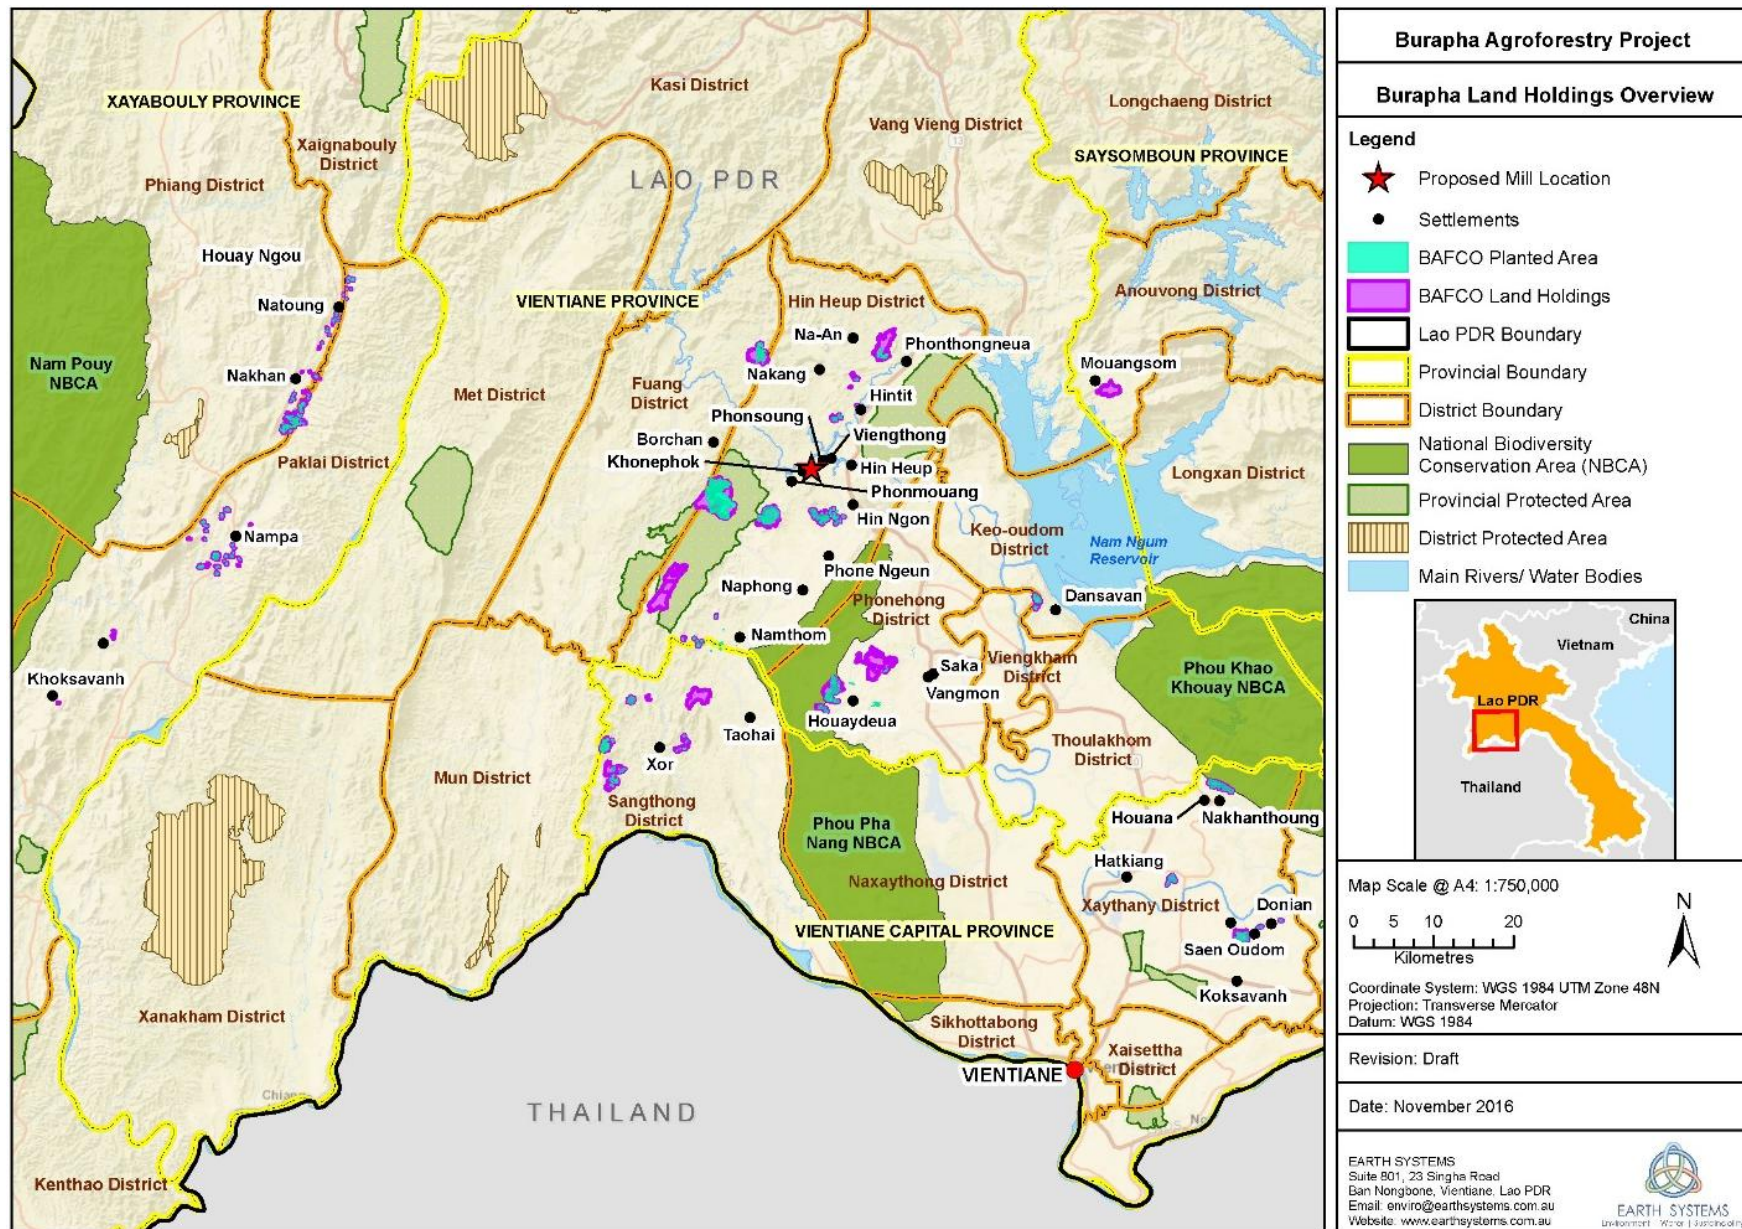 XAYABOULY PROVINCE
Xaignabouly
District
Phiang District
Kasi District
Vang Vieng District
Longchaeng District
SAYSOMBOUN PROVINCE
LAO PDR
13
Houay Ngou
Natoung
VIENTIANE PROVINCE
Hin Heup District
Anouvong District
Na-An
Phonthongneua
Nam Pouy
NBCA
Nakhan
Met District
Fuang
District
Nakang
Mouangsom
Hintit
Phonsoung
Viengthong
Borchan
Khonephok
Hin Heup
Phonmouang
Paklai District
Longxan District
Hin Ngon
Keo-oudom
District
Nam Ngum
Reservoir
Nampa
Phone Ngeun
Naphong
Phonehong
District
Dansavan
Namthom
Saka
Vangmon
Viengkham
District
Phou Khao
Khouay NBCA
Khoksavanh
Houaydeua
Taohai
Xor
Thoulakhom
District
Mun District
Sangthong
District
Houana
Nakhanthoung
Phou Pha
Nang NBCA
Hatkiang
Naxaythong District
Xaythany District
Donian
VIENTIANE CAPITAL PROVINCE
Saen Oudom
Koksavanh
Xanakham District
Sikhottabong
District
Xaisettha
District
VIENTIANE
THAILAND
Kenthao District
Burapha Agroforestry Project
Burapha Land Holdings Overview
Legend
Proposed Mill Location
Settlements
BAFCO Planted Area
BAFCO Land Holdings
Lao PDR Boundary
Provincial Boundary
District Boundary
National Biodiversity
Conservation Area (NBCA)
Provincial Protected Area
District Protected Area
Main Rivers/ Water Bodies
China
Vietnam
Lao PDR
Thailand
Map Scale @ A4: 1:750,000
N
0 5 10 20
Kilometres
Coordinate System: WGS 1984 UTM Zone 48N
Projection: Transverse Mercator
Datum: WGS 1984
Revision: Draft
Date: November 2016
EARTH SYSTEMS
Suite 801, 23 Singha Road
Ban Nongbone, Vientiane, Lao PDR
Email: enviro@earthsystems.com.au
Website: www.earthsystems.com.au
EARTH SYSTEMS
Environment | Water | Sustainability